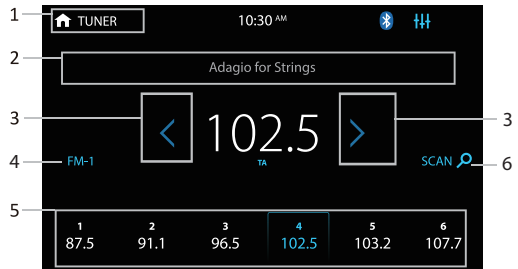 1 TUNER 10:30 AM
2 Adagio for Strings
3 102.5 3
TA
4 FM-1 SCAN 6
5
1 2 3 4 5 6
87.5 91.1 96.5 102.5 103.2 107.7